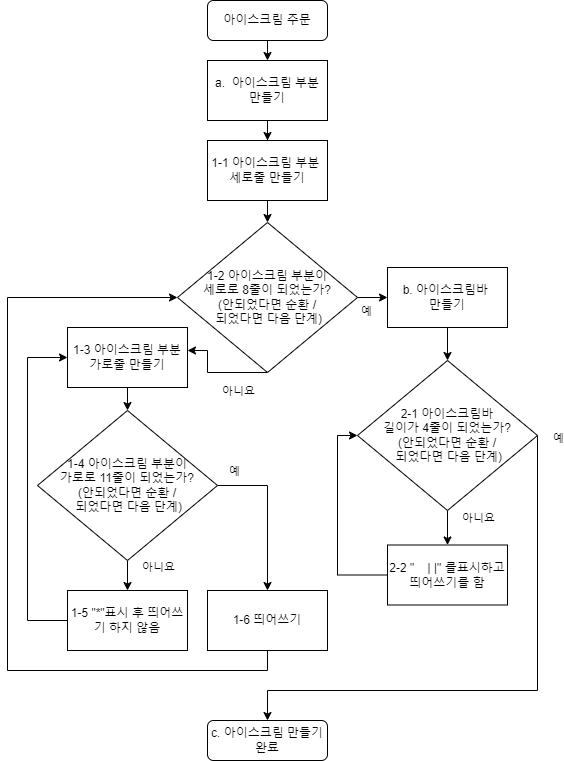 아이스크림 주문
a.  아이스크림 부분
만들기
1-1 아이스크림 부분
세로줄 만들기
1-2 아이스크림 부분이
세로로 8줄이 되었는가?
(안되었다면 순환 /
되었다면 다음 단계)
예
b. 아이스크림바
만들기
1-3 아이스크림 부분
가로줄 만들기
아니요
2-1 아이스크림바
길이가 4줄이 되었는가?
(안되었다면 순환 /
되었다면 다음 단계)
예
1-4 아이스크림 부분이
가로로 11줄이 되었는가?
(안되었다면 순환 /
되었다면 다음 단계)
예
아니요
아니요
2-2 "    | |" 를표시하고
띄어쓰기를 함
1-5 "*"표시 후 띄어쓰
기 하지 않음
1-6 띄어쓰기
c. 아이스크림 만들기
완료